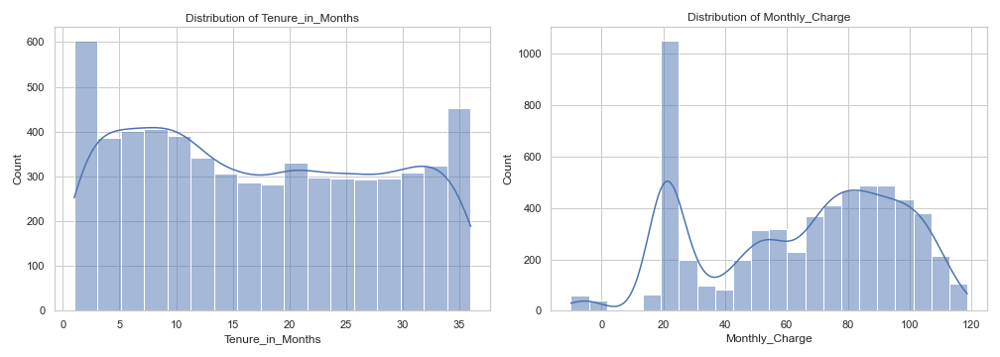 Distribution of Tenure_in_Months
600
500
400
300
200
100
0
Count
0 5 10 15 20 25 30 35
Tenure_in_Months
Distribution of Monthly_Charge
1000
800
600
400
200
0
Count
0 20 40 60 80 100 120
Monthly_Charge